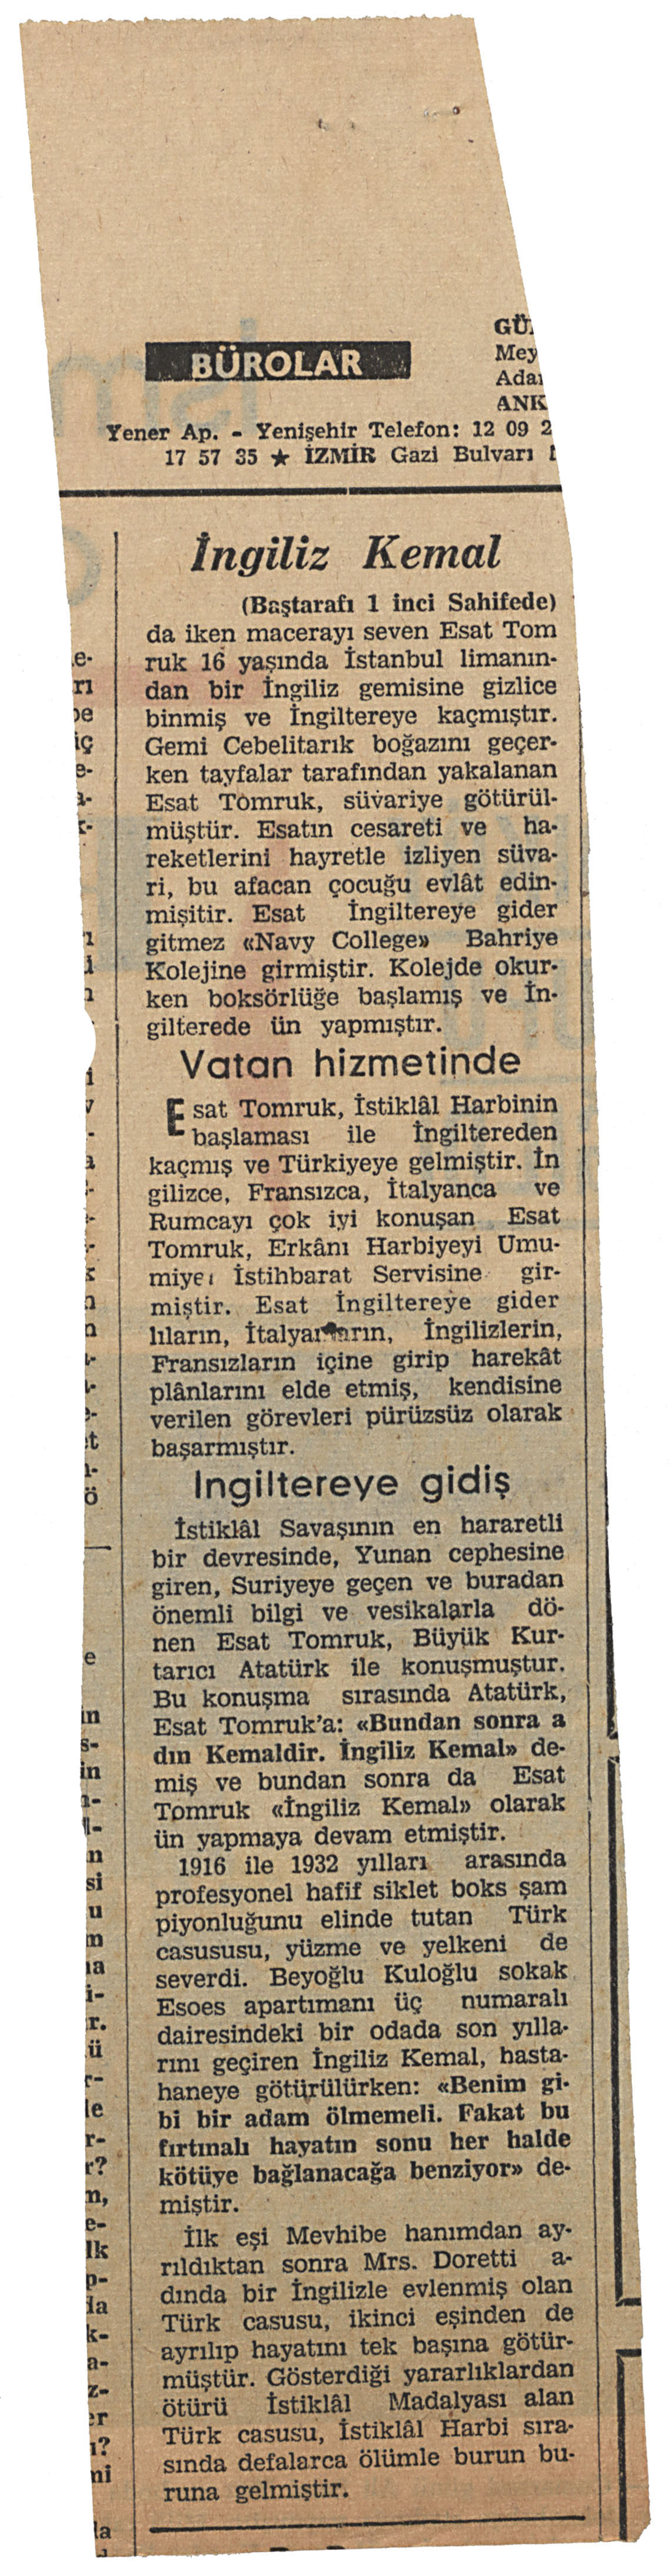 BÜROLAR
GÜ
Mey
Ada
ANK
Yener Ap. - Yenişehir Telefon: 12 09 2
17 57 35 ★ İZMİR Gazi Bulvarı
İngiliz Kemal
(Baştarafı 1 inci Sahifede)
da iken macerayı seven Esat Tom
ruk 16 yaşında İstanbul limanın-
dan bir İngiliz gemisine gizlice
binmiş ve İngiltereye kaçmıştır.
Gemi Cebelitarık boğazını geçer-
ken tayfalar tarafından yakalanan
Esat Tomruk, süvariye götürül-
müştür. Esatın cesareti ve ha-
reketlerini hayretle izliyen süva-
ri, bu afacan çocuğu evlât edin-
mişitir. Esat İngiltereye gider
gitmez «Navy College» Bahriye
Kolejine girmiştir. Kolejde okur-
ken boksörlüğe başlamış ve İn-
gilterede ün yapmıştır.
Vatan hizmetinde
Esat Tomruk, İstiklâl Harbinin
başlaması ile İngiltereden
kaçmış ve Türkiyeye gelmiştir. İn
gilizce, Fransızca, İtalyanca ve
Rumcayı çok iyi konuşan Esat
Tomruk, Erkânı Harbiyeyi Umu-
miye İstihbarat Servisine gir-
miştir. Esat İngiltereye gider
lıların, İtalyanların, İngilizlerin,
Fransızların içine girip harekât
plânlarını elde etmiş, kendisine
verilen görevleri pürüzsüz olarak
başarmıştır.
Ingiltereye gidiş
İstiklâl Savaşının en hararetli
bir devresinde, Yunan cephesine
giren, Suriyeye geçen ve buradan
önemli bilgi ve vesikalarla dö-
nen Esat Tomruk, Büyük Kur-
tarıcı Atatürk ile konuşmuştur.
Bu konuşma sırasında Atatürk,
Esat Tomruk'a: «Bundan sonra a
dın Kemaldir. İngiliz Kemal» de-
miş ve bundan sonra da Esat
Tomruk «İngiliz Kemal» olarak
ün yapmaya devam etmiştir.
1916 ile 1932 yılları arasında
profesyonel hafif siklet boks şam
piyonluğunu elinde tutan Türk
casususu, yüzme ve yelkeni de
severdi. Beyoğlu Kuloğlu sokak
Esoes apartımanı üç numaralı
dairesindeki bir odada son yılla-
rını geçiren İngiliz Kemal, hasta-
haneye götürülürken: «Benim gi-
bi bir adam ölmemeli. Fakat bu
fırtınalı hayatın sonu her halde
kötüye bağlanacağa benziyor» de-
miştir.
İlk eşi Mevhibe hanımdan ay-
rıldıktan sonra Mrs. Doretti a-
dında bir İngilizle evlenmiş olan
Türk casusu, ikinci eşinden de
ayrılıp hayatını tek başına götür-
müştür. Gösterdiği yararlıklardan
ötürü İstiklâl Madalyası alan
Türk casusu, İstiklâl Harbi sıra-
sında defalarca ölümle burun bu-
runa gelmiştir.